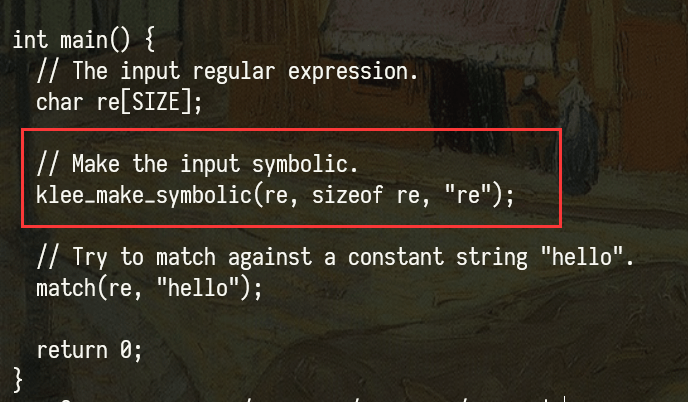 int main() {
// The input regular expression.
char re[SIZE];
// Make the input symbolic.
klee_make_symbolic(re, sizeof re, "re");
// Try to match against a constant string "hello".
match(re, "hello");
return 0;
}